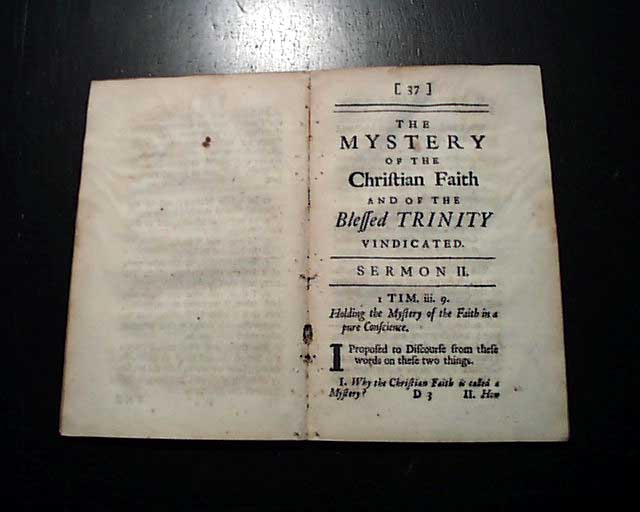 [ 37 ]
THE
MYSTERY
OF THE
Chriſtian Faith
AND OF THE
Bleſſed TRINITY
VINDICATED.
SERMON II.
1 TIM. iii. 9.
Holding the Myſtery of the Faith in a
pure Conſcience.
I Propoſed to Diſcourſe from theſe
words on theſe two things.
I. Why the Chriſtian Faith is called a
Myſtery? D 3 II. How